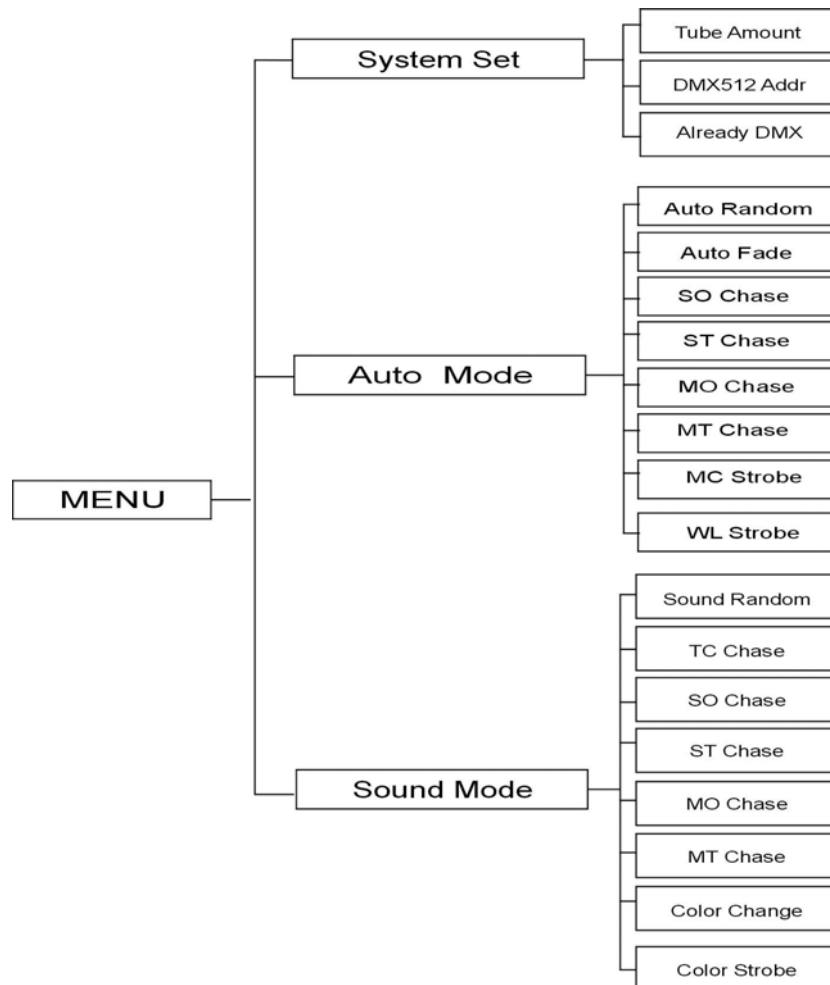 MENU
System Set
Tube Amount
DMX512 Addr
Already DMX
Auto Mode
Auto Random
Auto Fade
SO Chase
ST Chase
MO Chase
MT Chase
MC Strobe
WL Strobe
Sound Mode
Sound Random
TC Chase
SO Chase
ST Chase
MO Chase
MT Chase
Color Change
Color Strobe